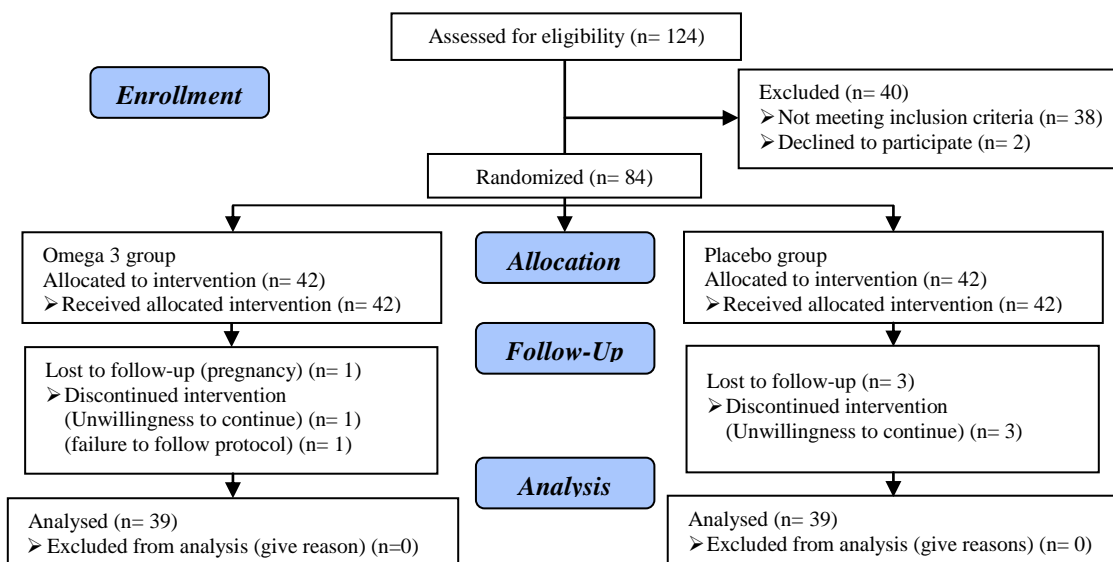 Assessed for eligibility (n= 124)
Enrollment
Excluded (n= 40)
➢ Not meeting inclusion criteria (n= 38)
➢ Declined to participate (n= 2)
Randomized (n= 84)
Omega 3 group
Allocated to intervention (n= 42)
➢ Received allocated intervention (n= 42)
Allocation
Placebo group
Allocated to intervention (n= 42)
➢ Received allocated intervention (n= 42)
Follow-Up
Lost to follow-up (pregnancy) (n= 1)
➢ Discontinued intervention
(Unwillingness to continue) (n= 1)
(failure to follow protocol) (n= 1)
Lost to follow-up (n= 3)
➢ Discontinued intervention
(Unwillingness to continue) (n= 3)
Analysis
Analysed (n= 39)
➢ Excluded from analysis (give reason) (n=0)
Analysed (n= 39)
➢ Excluded from analysis (give reasons) (n= 0)